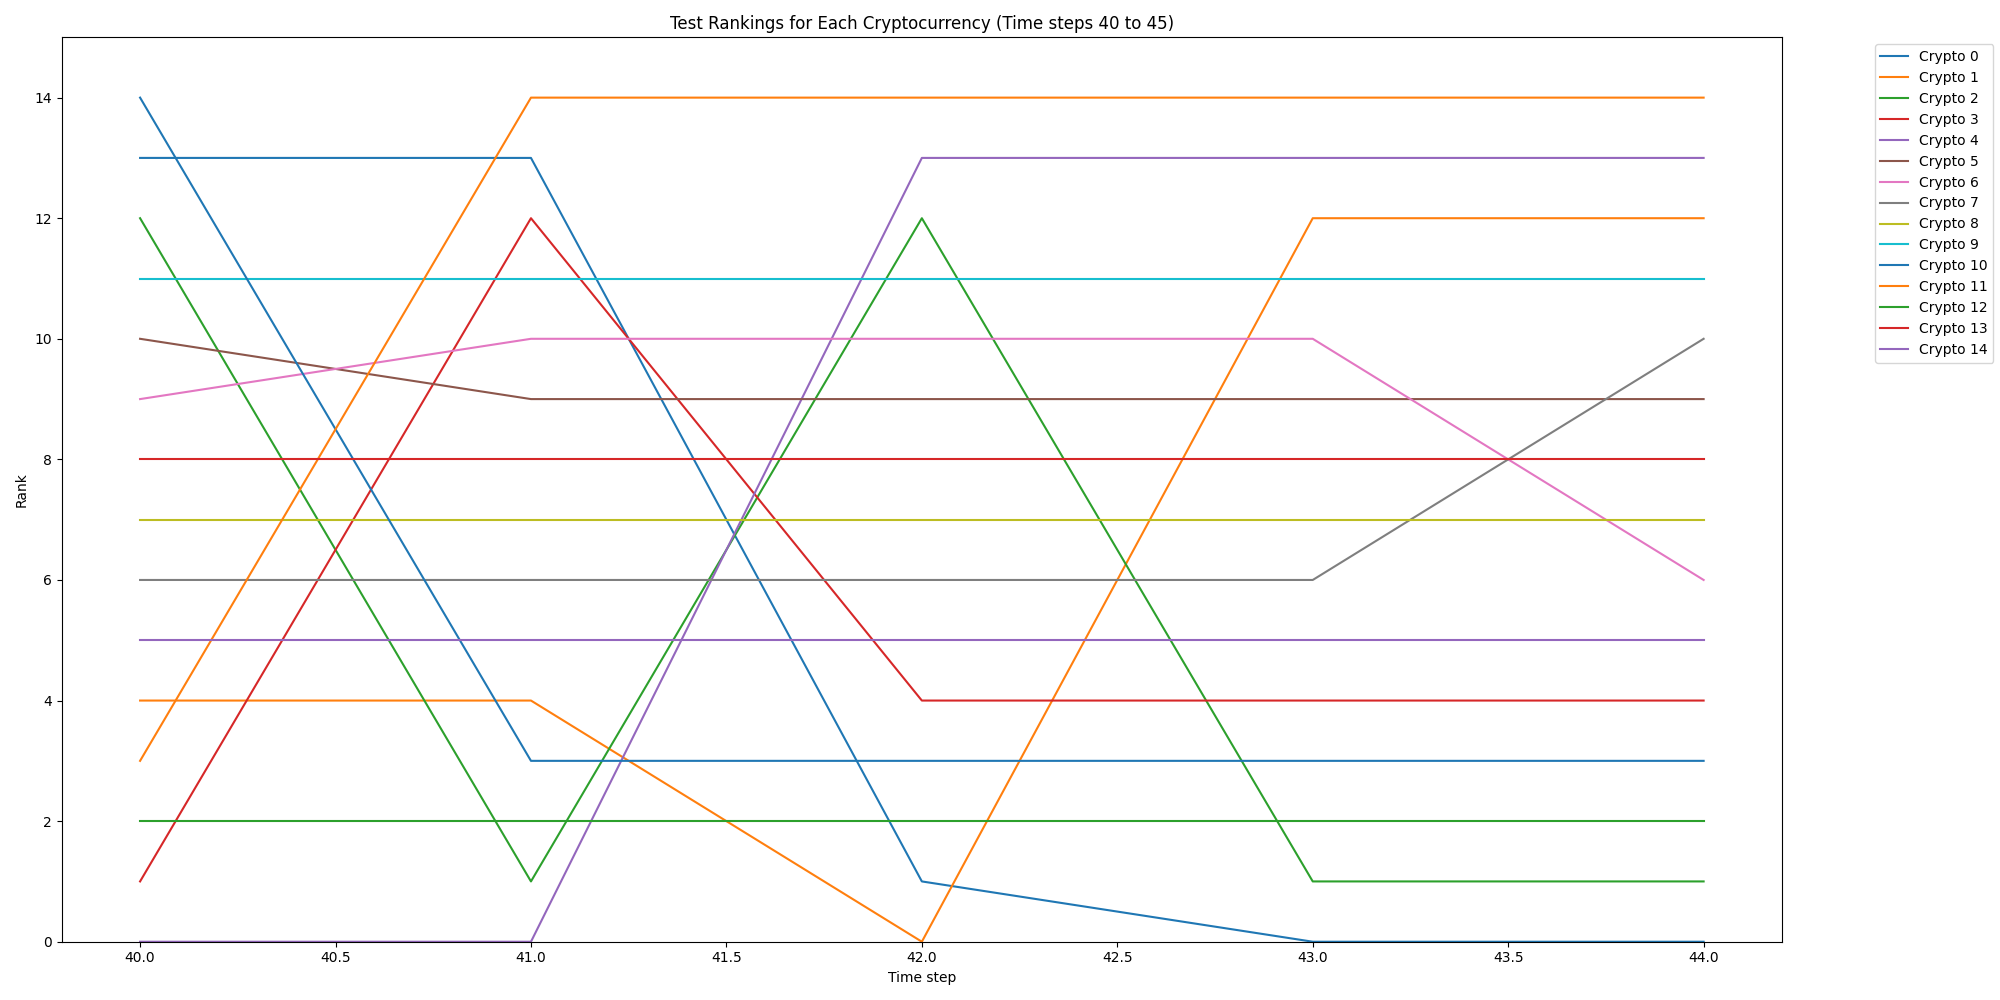 Test Rankings for Each Cryptocurrency (Time steps 40 to 45)
14
12
10
8
6
4
2
0
Rank
40.0 40.5 41.0 41.5 42.0 42.5 43.0 43.5 44.0
Time step
Crypto 0
Crypto 1
Crypto 2
Crypto 3
Crypto 4
Crypto 5
Crypto 6
Crypto 7
Crypto 8
Crypto 9
Crypto 10
Crypto 11
Crypto 12
Crypto 13
Crypto 14